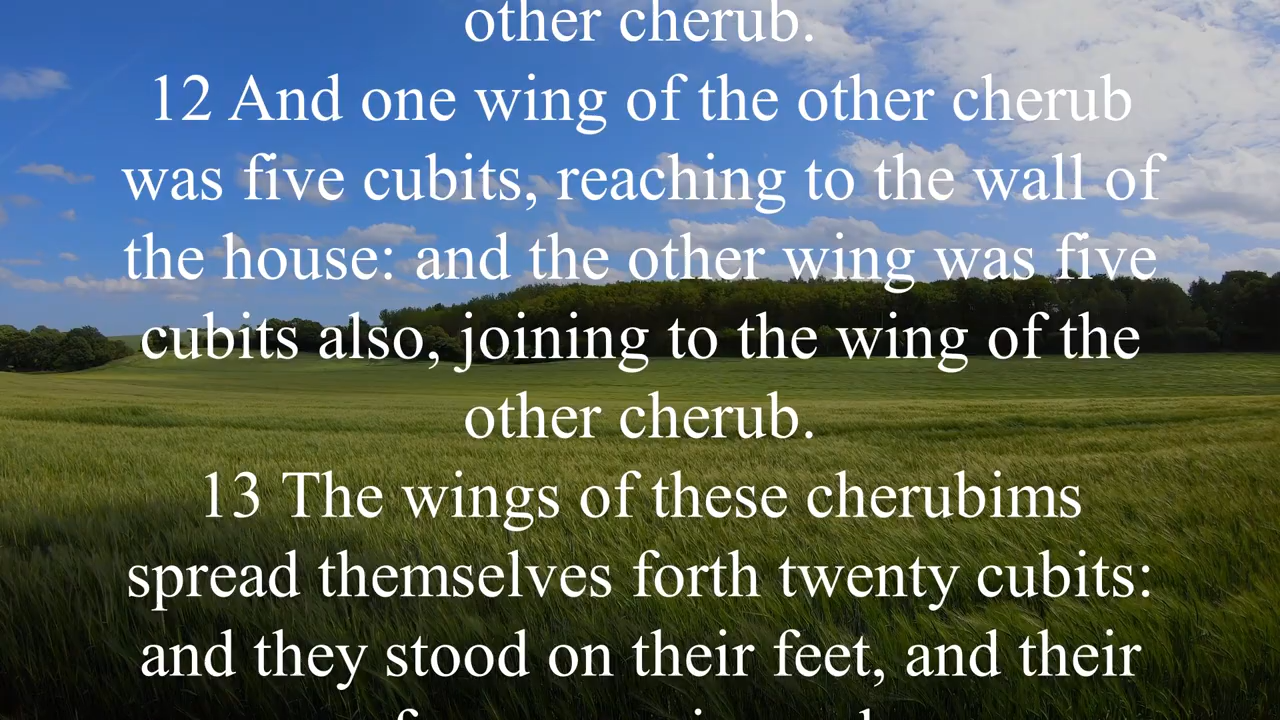 other cherub.
12 And one wing of the other cherub
was five cubits, reaching to the wall of
the house: and the other wing was five
cubits also, joining to the wing of the
other cherub.
13 The wings of these cherubims
spread themselves forth twenty cubits:
and they stood on their feet, and their